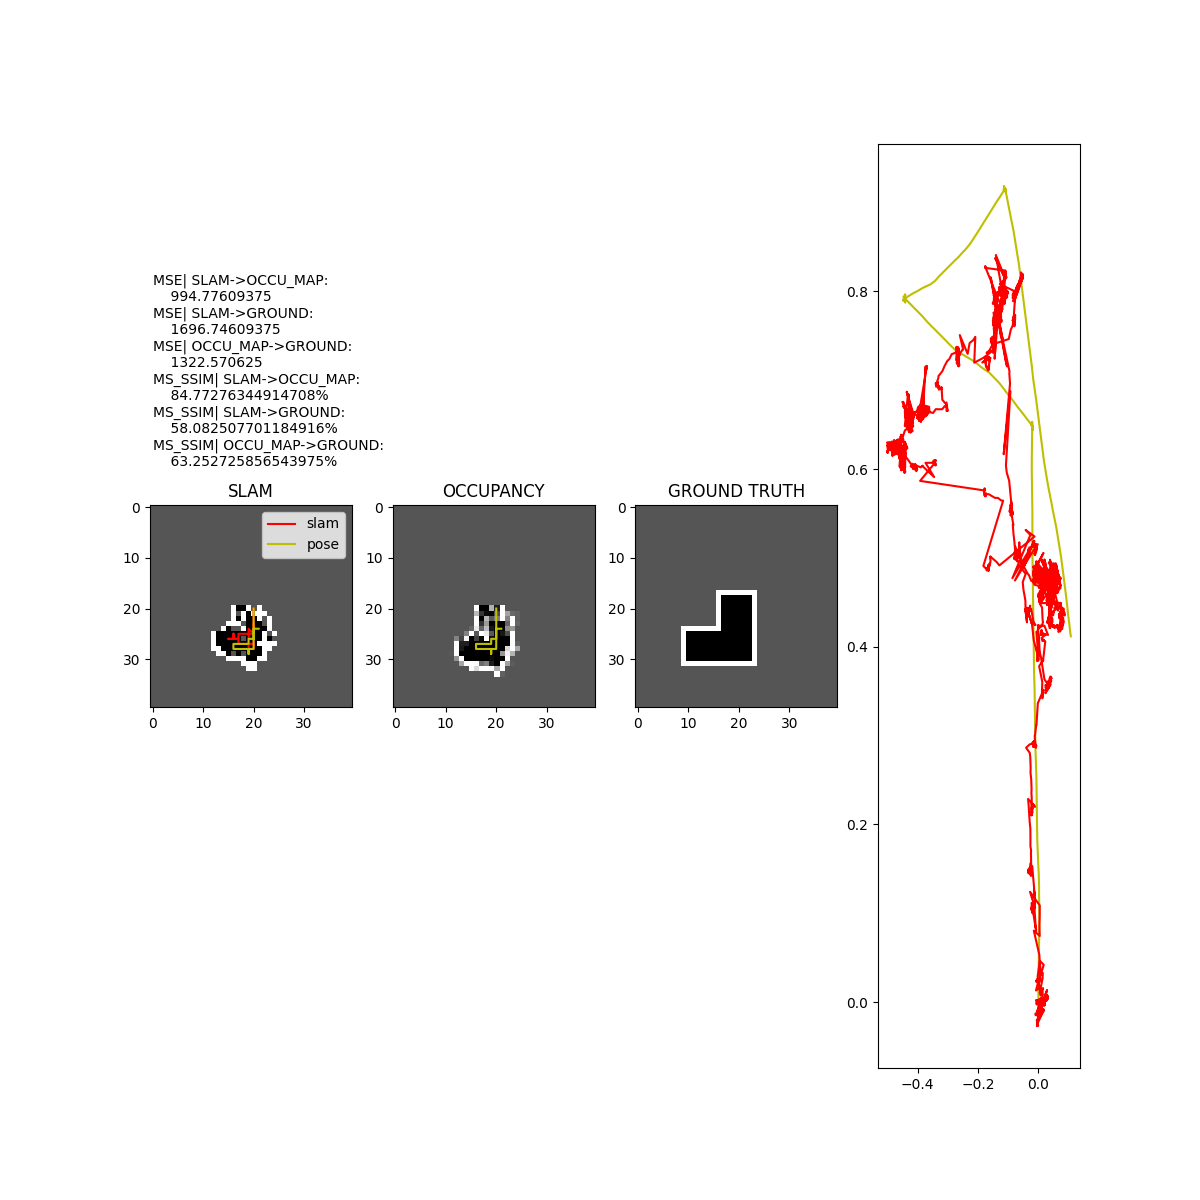 MSE| SLAM->OCCU_MAP:
994.77609375
MSE| SLAM->GROUND:
1696.74609375
MSE| OCCU_MAP->GROUND:
1322.570625
MS_SSIM| SLAM->OCCU_MAP:
84.77276344914708%
MS_SSIM| SLAM->GROUND:
58.082507701184916%
MS_SSIM| OCCU_MAP->GROUND:
63.252725856543975%
SLAM
0
10
20
30
0 10 20 30
slam
pose
OCCUPANCY
0
10
20
30
0 10 20 30
GROUND TRUTH
0
10
20
30
0 10 20 30
0.8
0.6
0.4
0.2
0.0
−0.4 −0.2 0.0